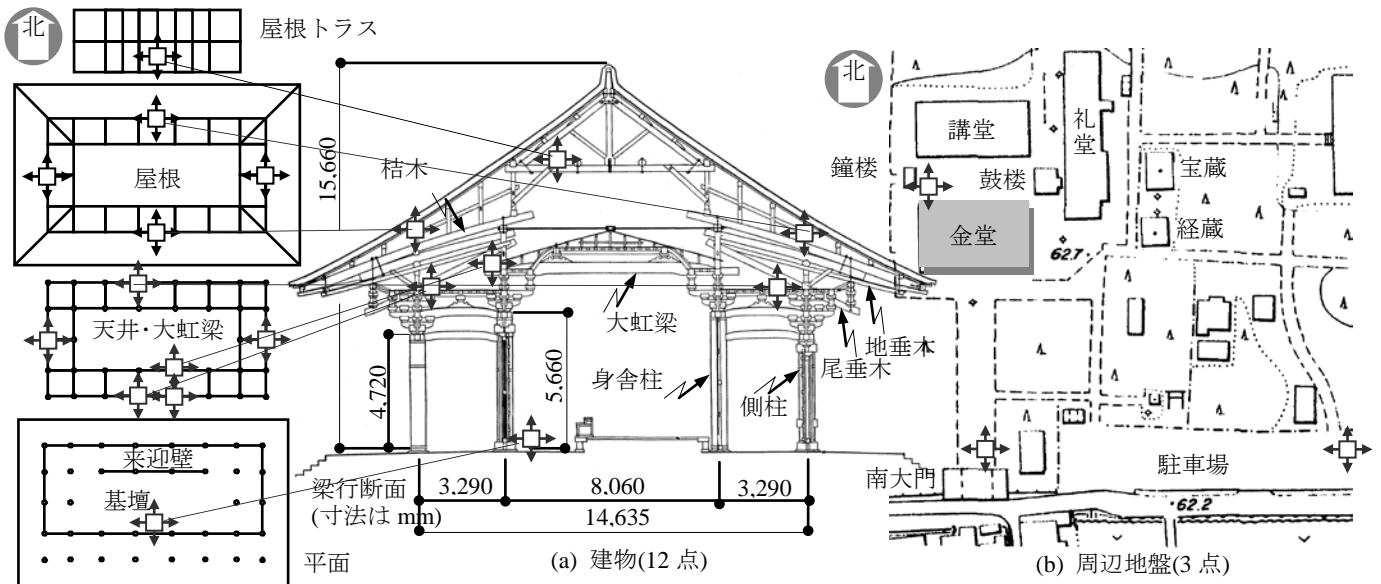 北
屋根トラス
屋根
天井・大虹梁
来迎壁
基壇
平面
15,660
桔木
大虹梁
4,720
5,660
身舎柱
側柱
地垂木
尾垂木
梁行断面
(寸法は mm)
3,290
8,060
3,290
14,635
(a) 建物(12 点)
北
講堂
礼堂
鐘楼
鼓楼
宝蔵
金堂
経蔵
62.7
南大門
駐車場
62.2
(b) 周辺地盤(3 点)